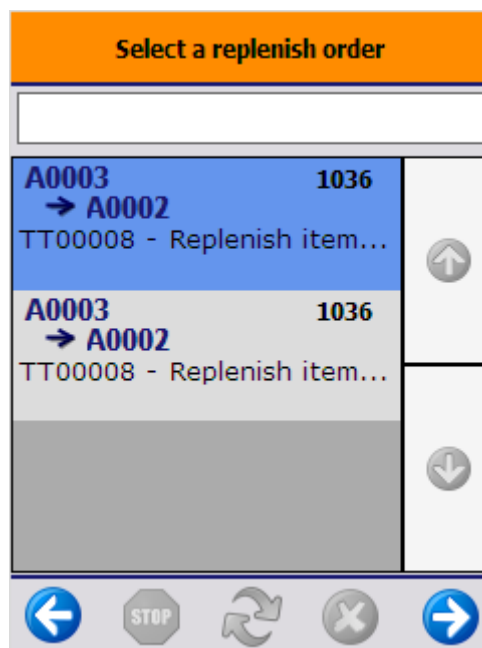 Select a replenish order
A0003 1036
→ A0002
TT00008 - Replenish item...
A0003 1036
→ A0002
TT00008 - Replenish item...
STOP